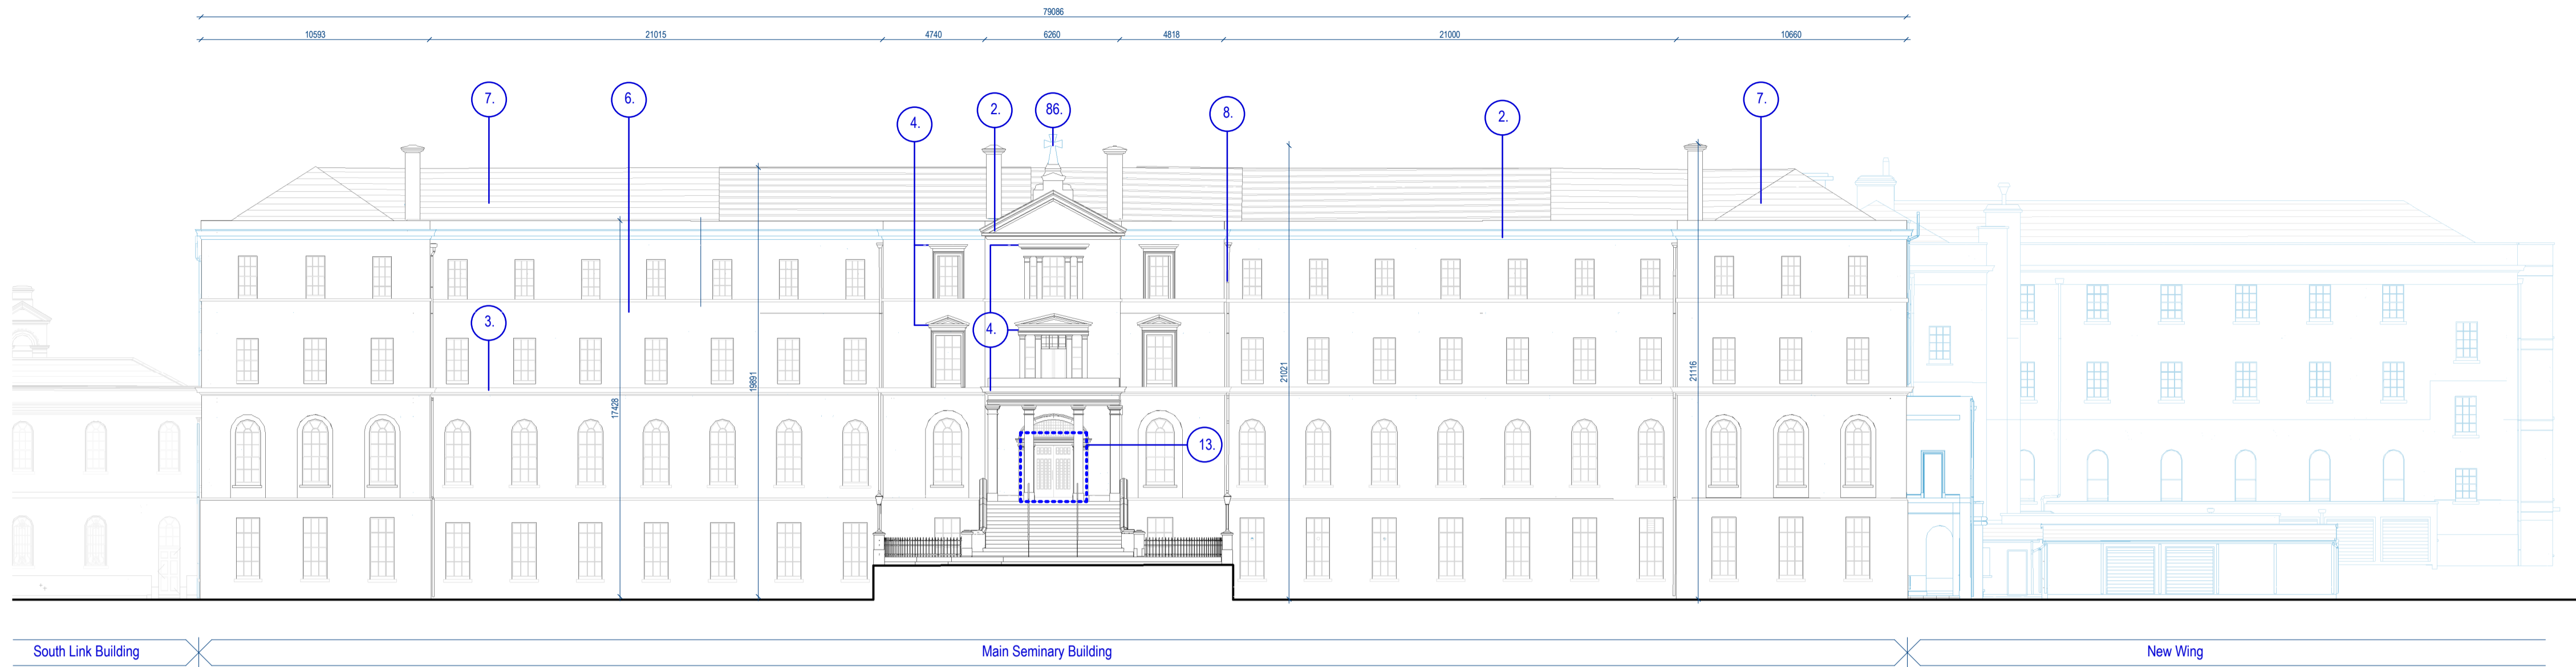 79086
10593 21015 4740 6260 4818 21000 10660
7. 6. 4. 2. 86. 8. 2. 7.
3. 4.
17428 19891 21021 21116
13.
South Link Building Main Seminary Building New Wing